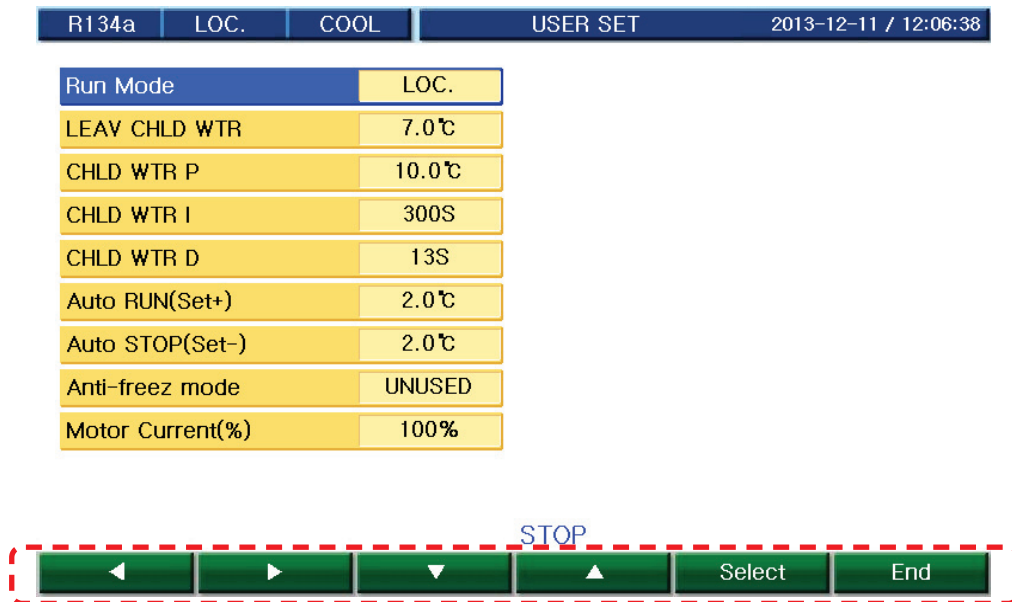 R134a LOC. COOL USER SET 2013-12-11 / 12:06:38
Run Mode LOC.
LEAV CHLD WTR 7.0℃
CHLD WTR P 10.0℃
CHLD WTR I 300S
CHLD WTR D 13S
Auto RUN(Set+) 2.0℃
Auto STOP(Set-) 2.0℃
Anti-freez mode UNUSED
Motor Current(%) 100%
STOP
◀ ▶ ▼ ▲ Select End